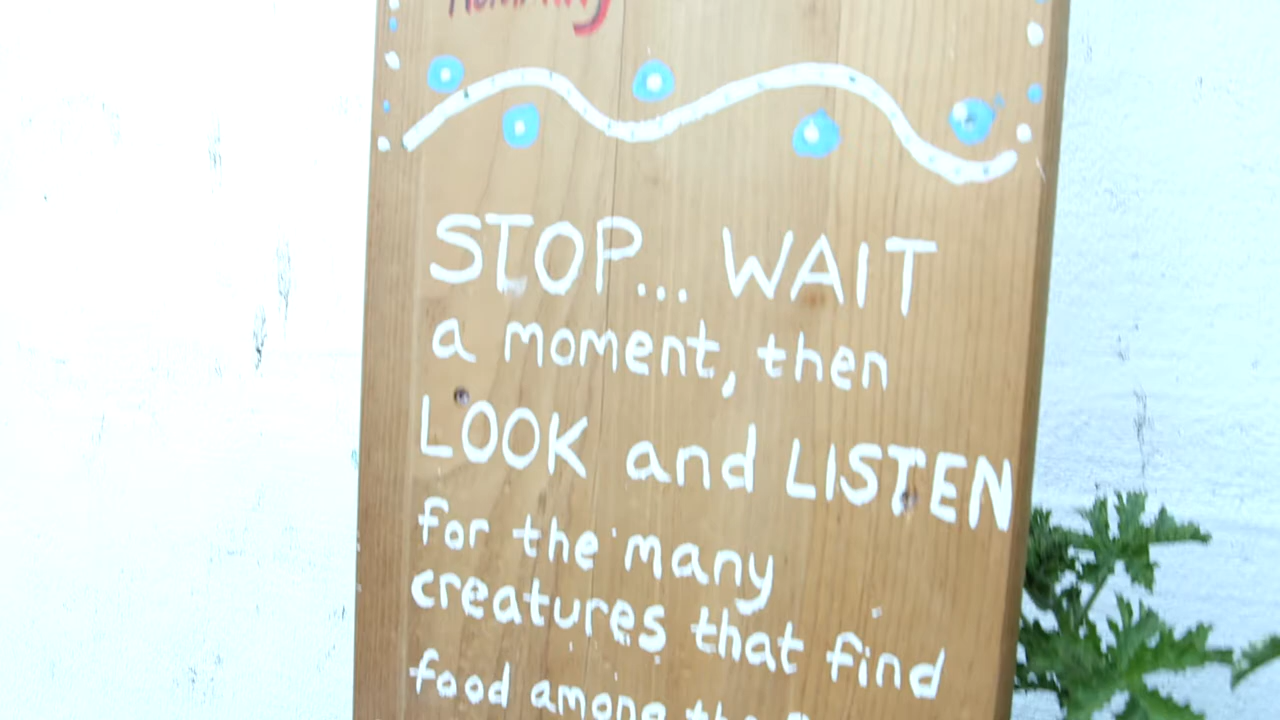 STOP... WAIT
a moment, then
LOOK and LISTEN
for the many
creatures that find
food among the